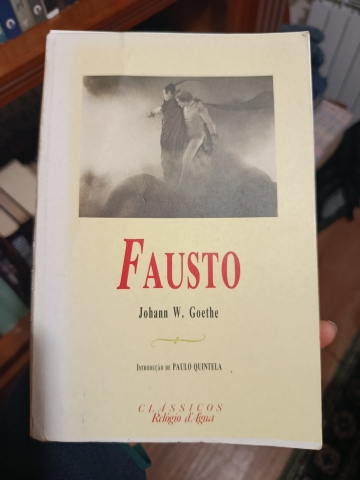 FAUSTO
Johann W. Goethe
INTRODUÇÃO DE PAULO QUINTELA
CLÁSSICOS
Relógio d'Água